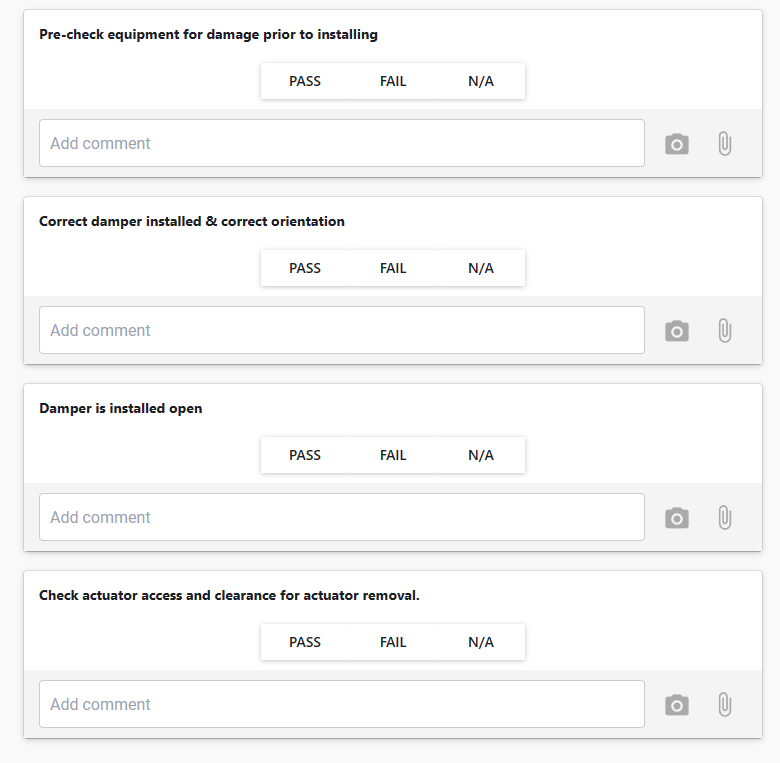 Pre-check equipment for damage prior to installing
PASS FAIL N/A
Add comment
Correct damper installed & correct orientation
PASS FAIL N/A
Add comment
Damper is installed open
PASS FAIL N/A
Add comment
Check actuator access and clearance for actuator removal.
PASS FAIL N/A
Add comment